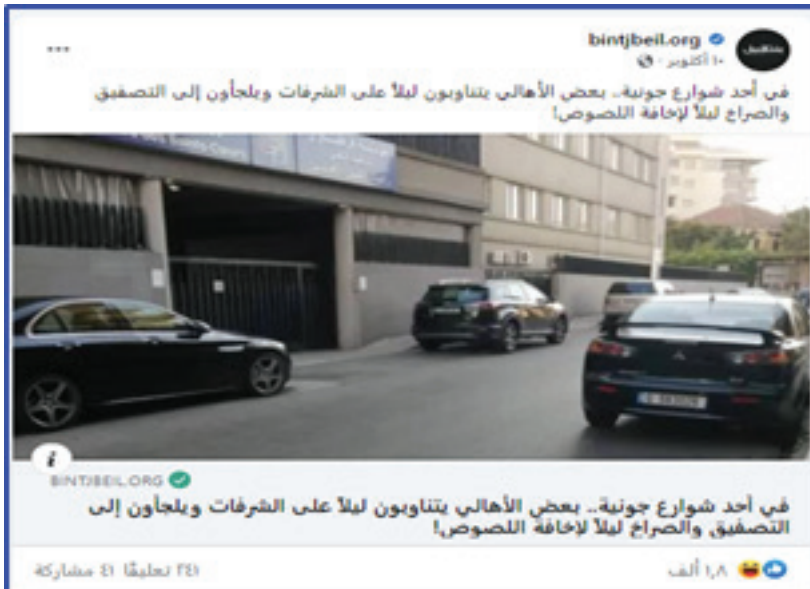 bintjbeil.org
١٠ أكتوبر ·
في أحد شوارع جونية.. بعض الأهالي يتناوبون ليلاً على الشرفات ويلجأون إلى التصفيق
والصراخ ليلاً لإخافة اللصوص!
BINTJBEIL.ORG
في أحد شوارع جونية.. بعض الأهالي يتناوبون ليلاً على الشرفات ويلجأون إلى
التصفيق والصراخ ليلاً لإخافة اللصوص!
١,٨ ألف
٢٤١ تعليقًا ٤١ مشاركة